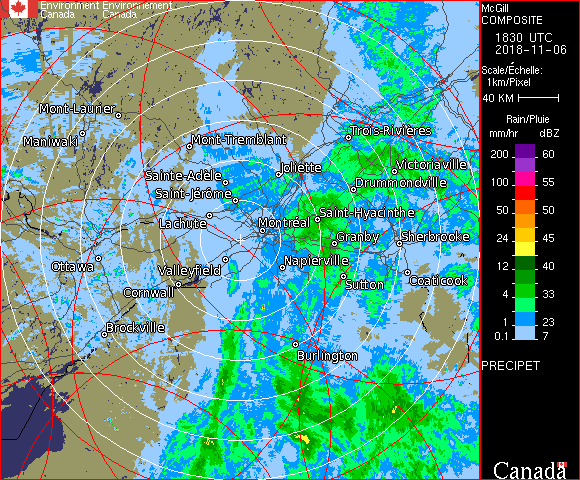 Environment Environnement
Canada Canada
McGill
COMPOSITE
1830 UTC
2018-11-06
Scale/Échelle:
1km/Pixel
40 KM
Rain/Pluie
mm/hr dBZ
200 60
100 55
50 50
24 45
12 40
4 33
1 23
0.1 7
PRECIPET
Canada
Mont-Laurier
Maniwaki
Mont-Tremblant
Trois-Rivières
Sainte-Adèle
Joliette
Victoriaville
Saint-Jérôme
Drummondville
Lachute
Saint-Hyacinthe
Montréal
Granby
Sherbrooke
Ottawa
Valleyfield
Napierville
Cornwall
Sutton
Coaticook
Brockville
Burlington